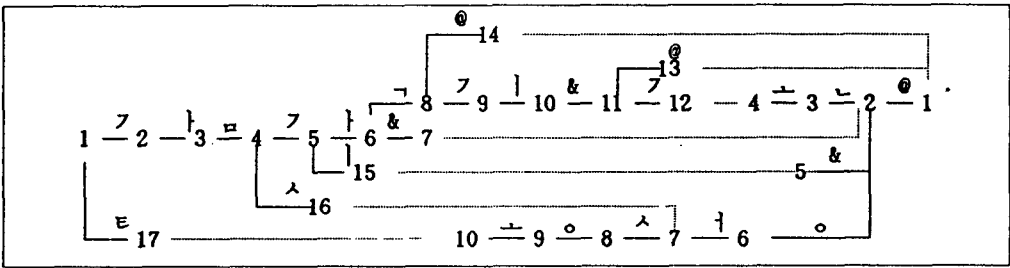 @
14
@
13
ㄱ 8 ㄱ 9 ㅣ 10 & 11 ㄱ 12 4 ㅗ 3 ㄴ 2 @ 1
1 ㄱ 2 ㅏ 3 ㅁ 4 ㄱ 5 ㅏ 6 & 7
ㅣ 15 5 &
ㅅ 16
ㅌ 17 10 ㅗ 9 ㅇ 8 ㅅ 7 ㅓ 6 ㅇ